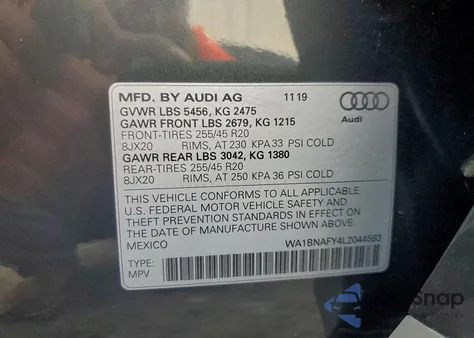 MFD. BY AUDI AG 11 19
GVWR LBS 5456, KG 2475
GAWR FRONT LBS 2679, KG 1215
FRONT-TIRES 255/45 R20
8JX20 RIMS, AT 230 KPA 33 PSI COLD
GAWR REAR LBS 3042, KG 1380
REAR-TIRES 255/45 R20
8JX20 RIMS, AT 250 KPA 36 PSI COLD
Audi
THIS VEHICLE CONFORMS TO ALL APPLICABLE
U.S. FEDERAL MOTOR VEHICLE SAFETY AND
THEFT PREVENTION STANDARDS IN EFFECT ON
THE DATE OF MANUFACTURE SHOWN ABOVE.
MEXICO WA1BNAFY4L2044583
TYPE:
MPV